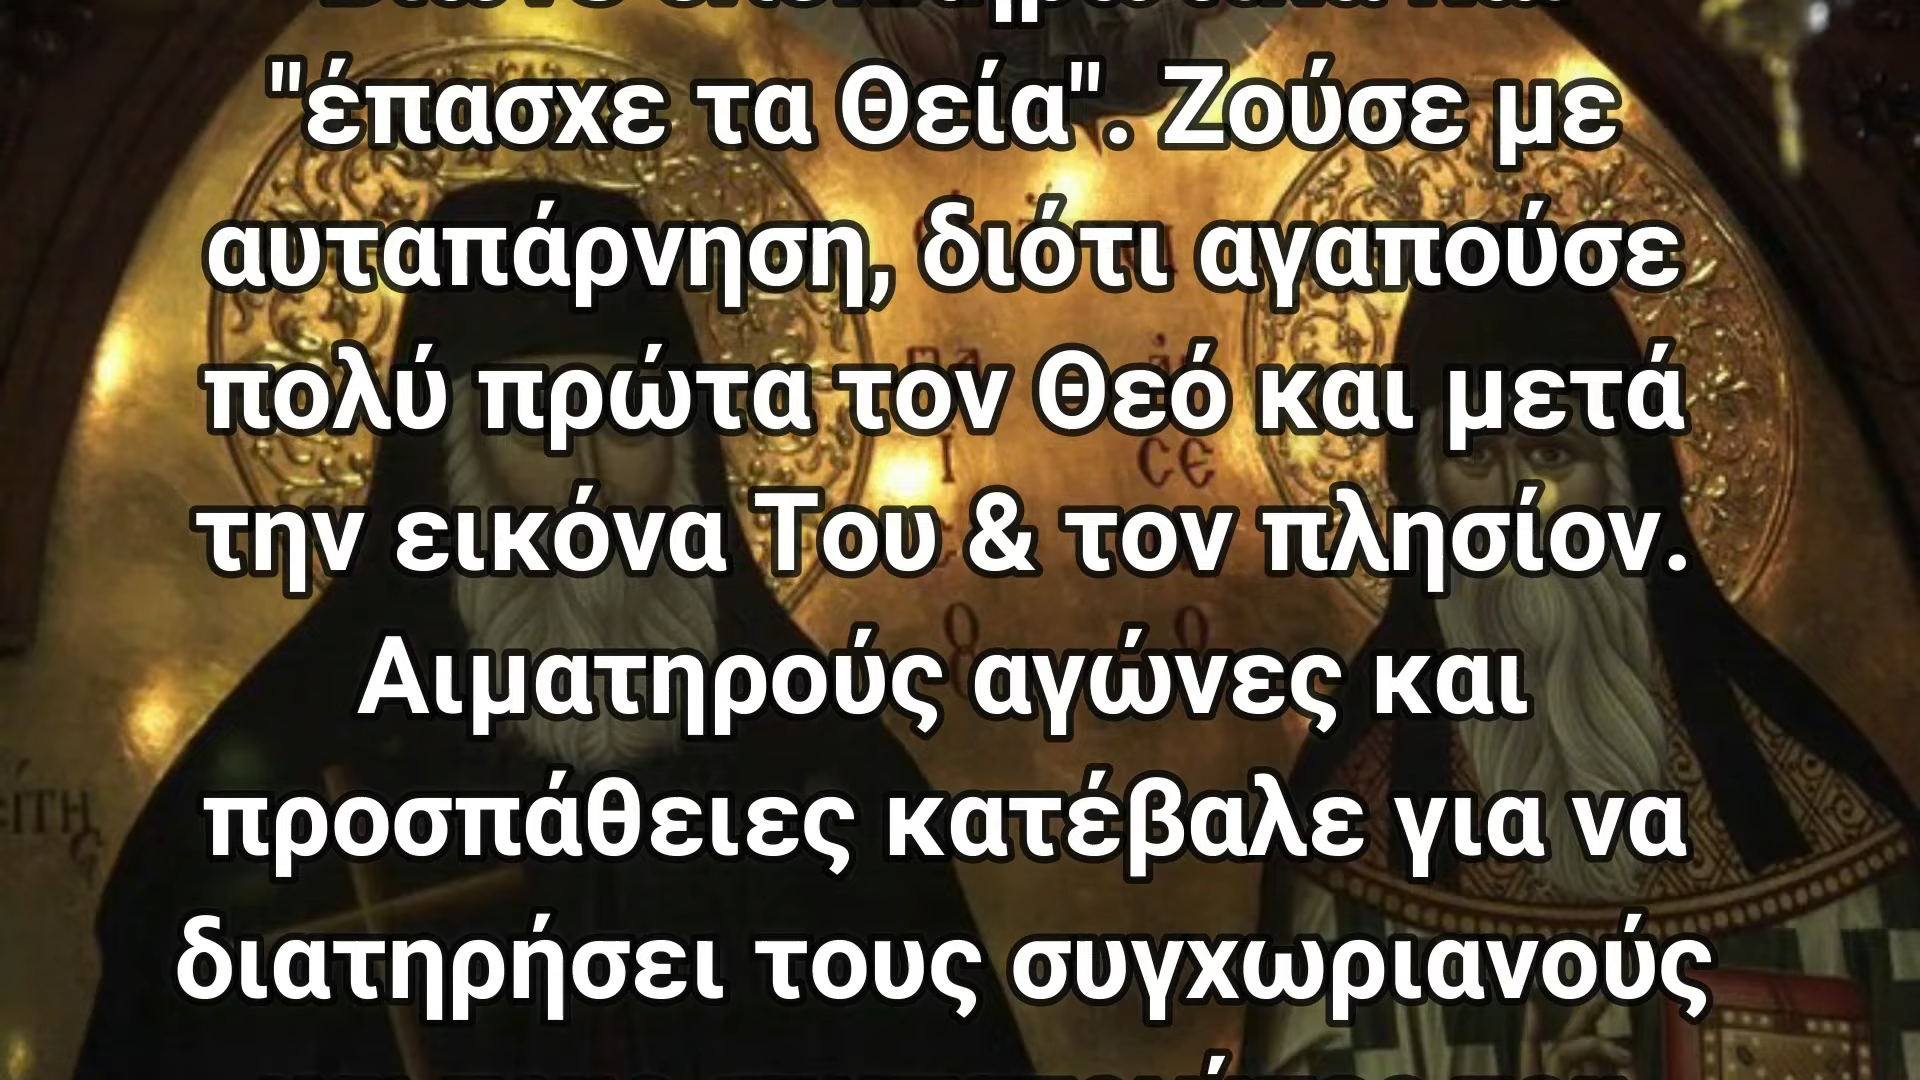 "έπασχε τα Θεία". Ζούσε με
αυταπάρνηση, διότι αγαπούσε
πολύ πρώτα τον Θεό και μετά
την εικόνα Του & τον πλησίον.
Αιματηρούς αγώνες και
προσπάθειες κατέβαλε για να
διατηρήσει τους συγχωριανούς